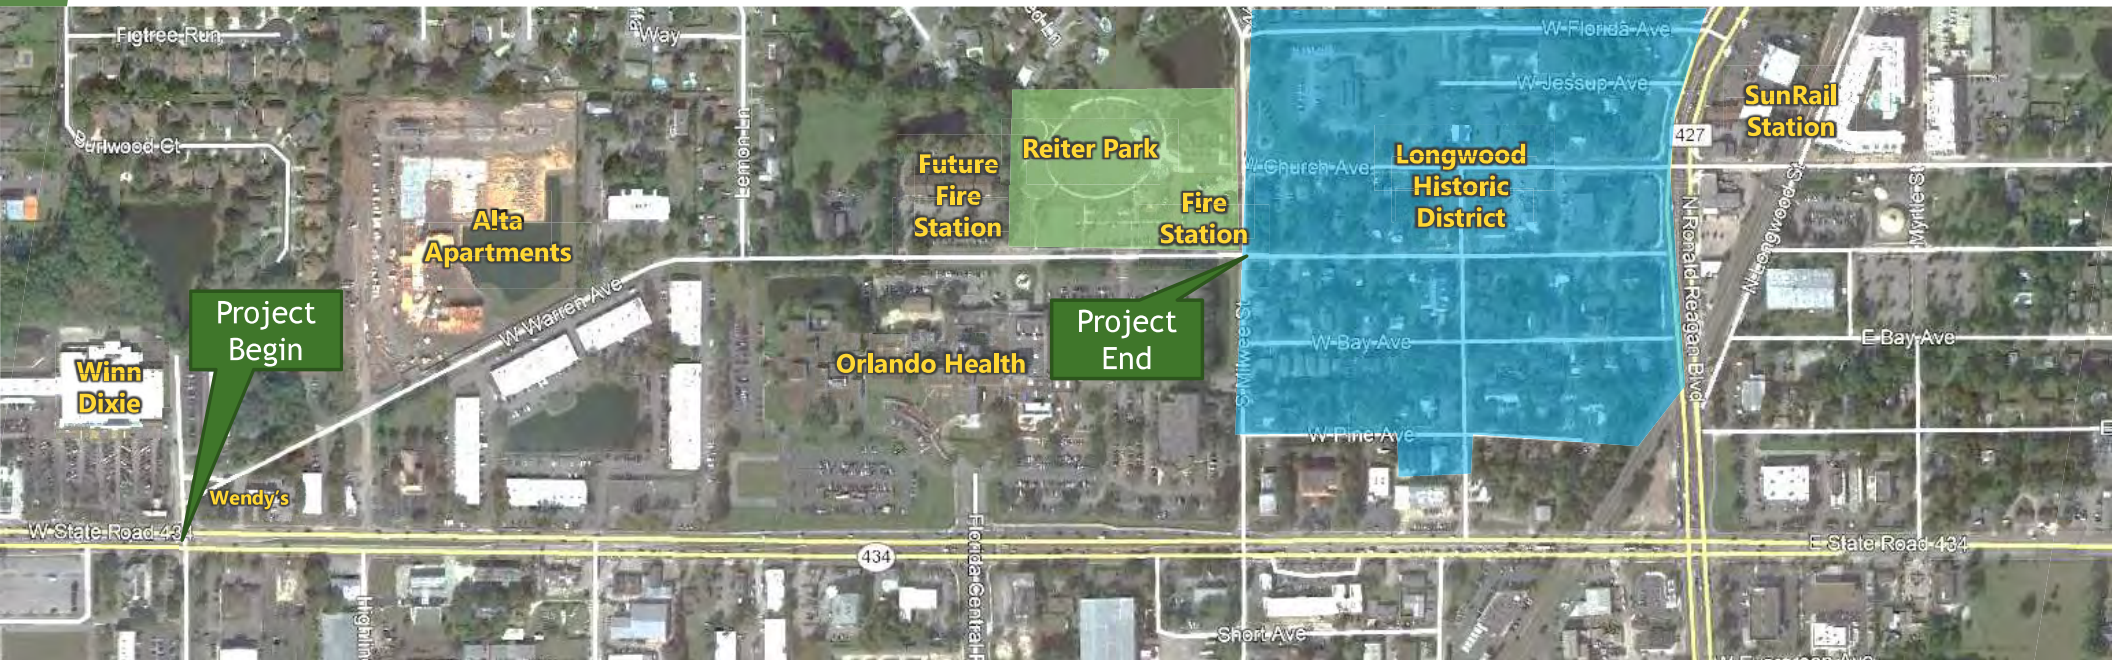 Figtree Run
Way
W Florida Ave
W Jessup Ave
SunRail
Station
427
Burlwood Ct
Lemon Ln
Reiter Park
Future
Fire
Station
Fire
Station
W Church Ave
Longwood
Historic
District
N Longwood St
Myrtle St
N Ronald Reagan Blvd
Alta
Apartments
W Warren Ave
Project
Begin
Project
End
S Milwee St
W Bay Ave
E Bay Ave
Winn
Dixie
Orlando Health
W Pine Ave
Wendy's
W State Road 434
434
E State Road 434
Florida Central P
Short Ave